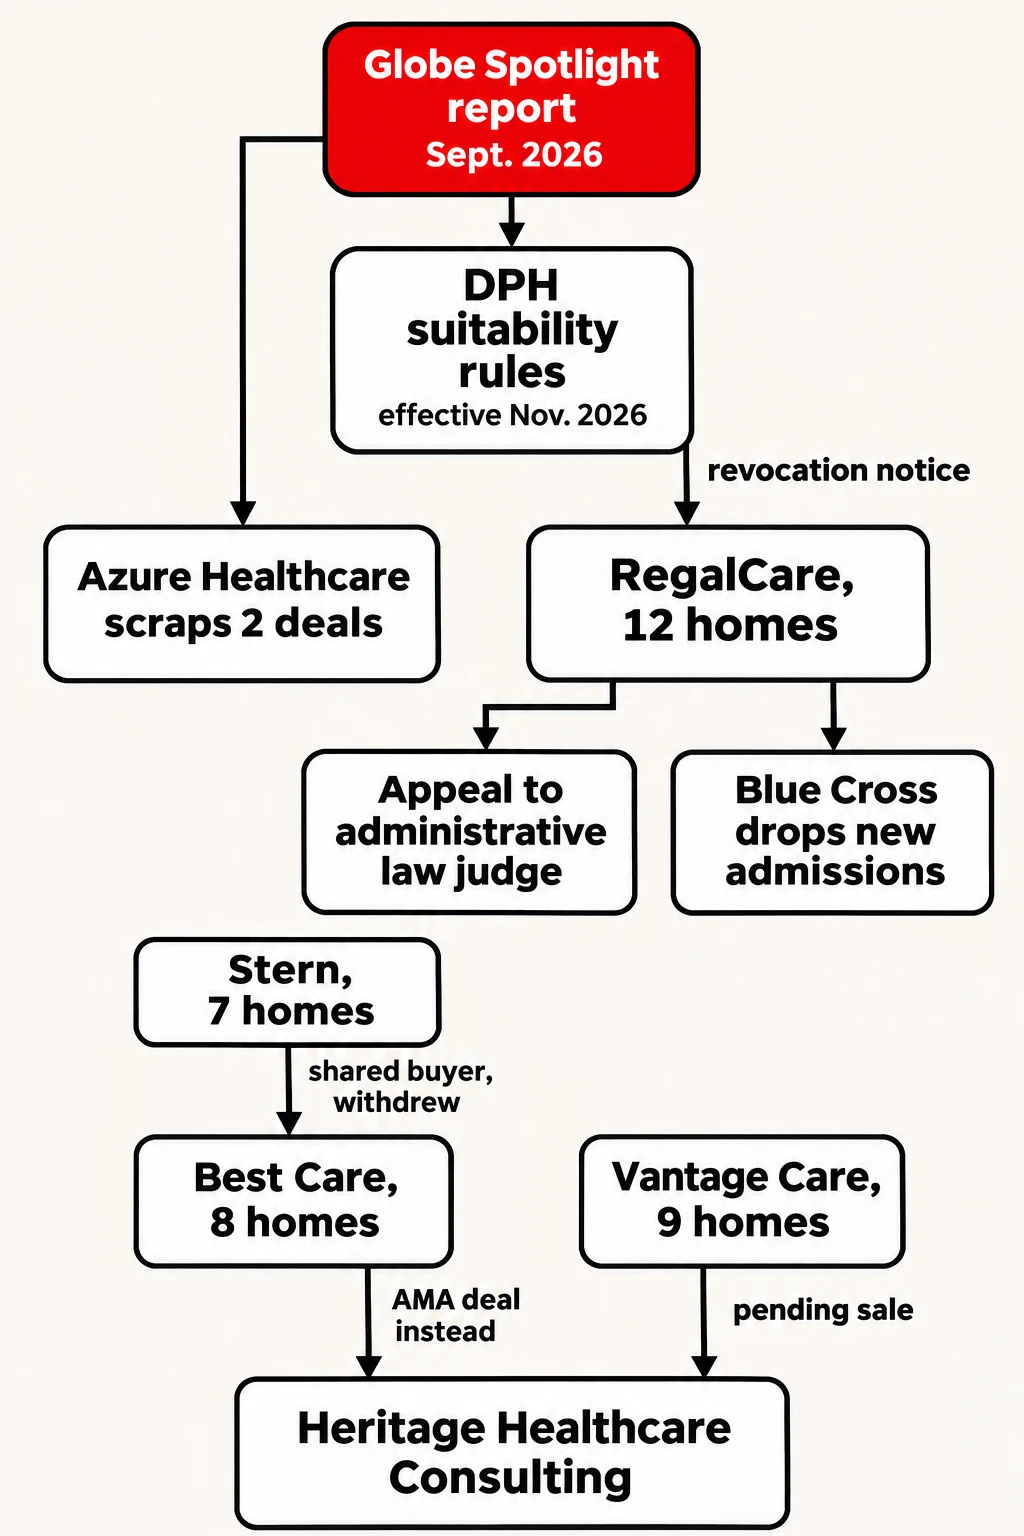 Globe Spotlight
report
Sept. 2026
DPH
suitability
rules
effective Nov. 2026
revocation notice
Azure Healthcare
scraps 2 deals
RegalCare,
12 homes
Appeal to
administrative
law judge
Blue Cross
drops new
admissions
Stern,
7 homes
shared buyer,
withdrew
Best Care,
8 homes
Vantage Care,
9 homes
AMA deal
instead
pending sale
Heritage Healthcare
Consulting